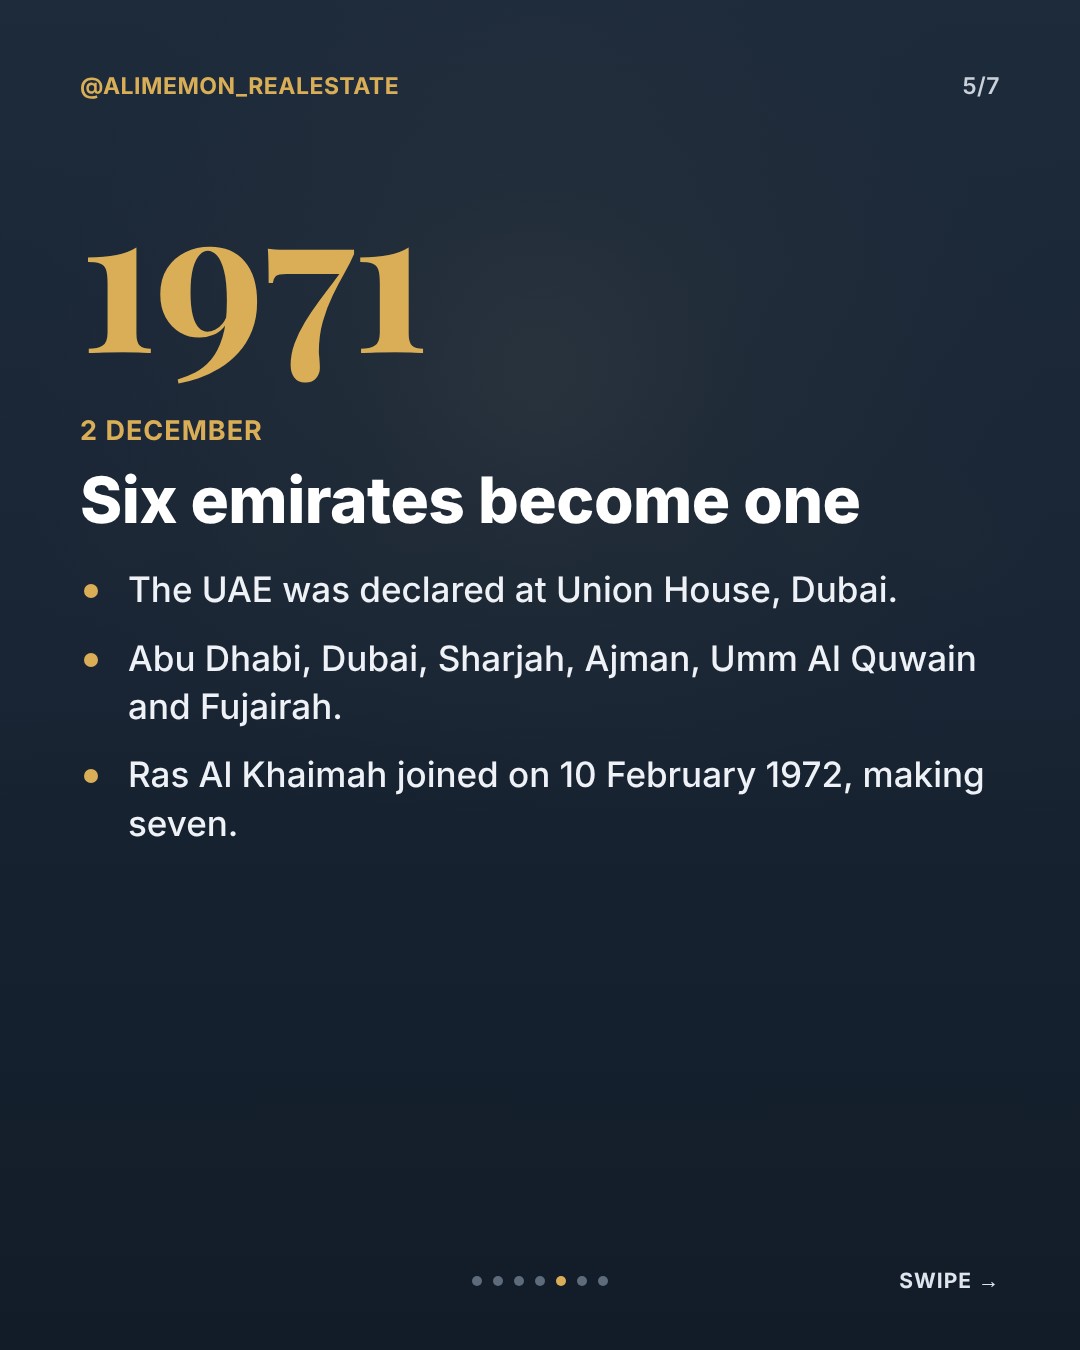 @ALIMEMON_REALESTATE
5/7
1971
2 DECEMBER
Six emirates become one
• The UAE was declared at Union House, Dubai.
• Abu Dhabi, Dubai, Sharjah, Ajman, Umm Al Quwain
and Fujairah.
• Ras Al Khaimah joined on 10 February 1972, making
seven.
SWIPE →